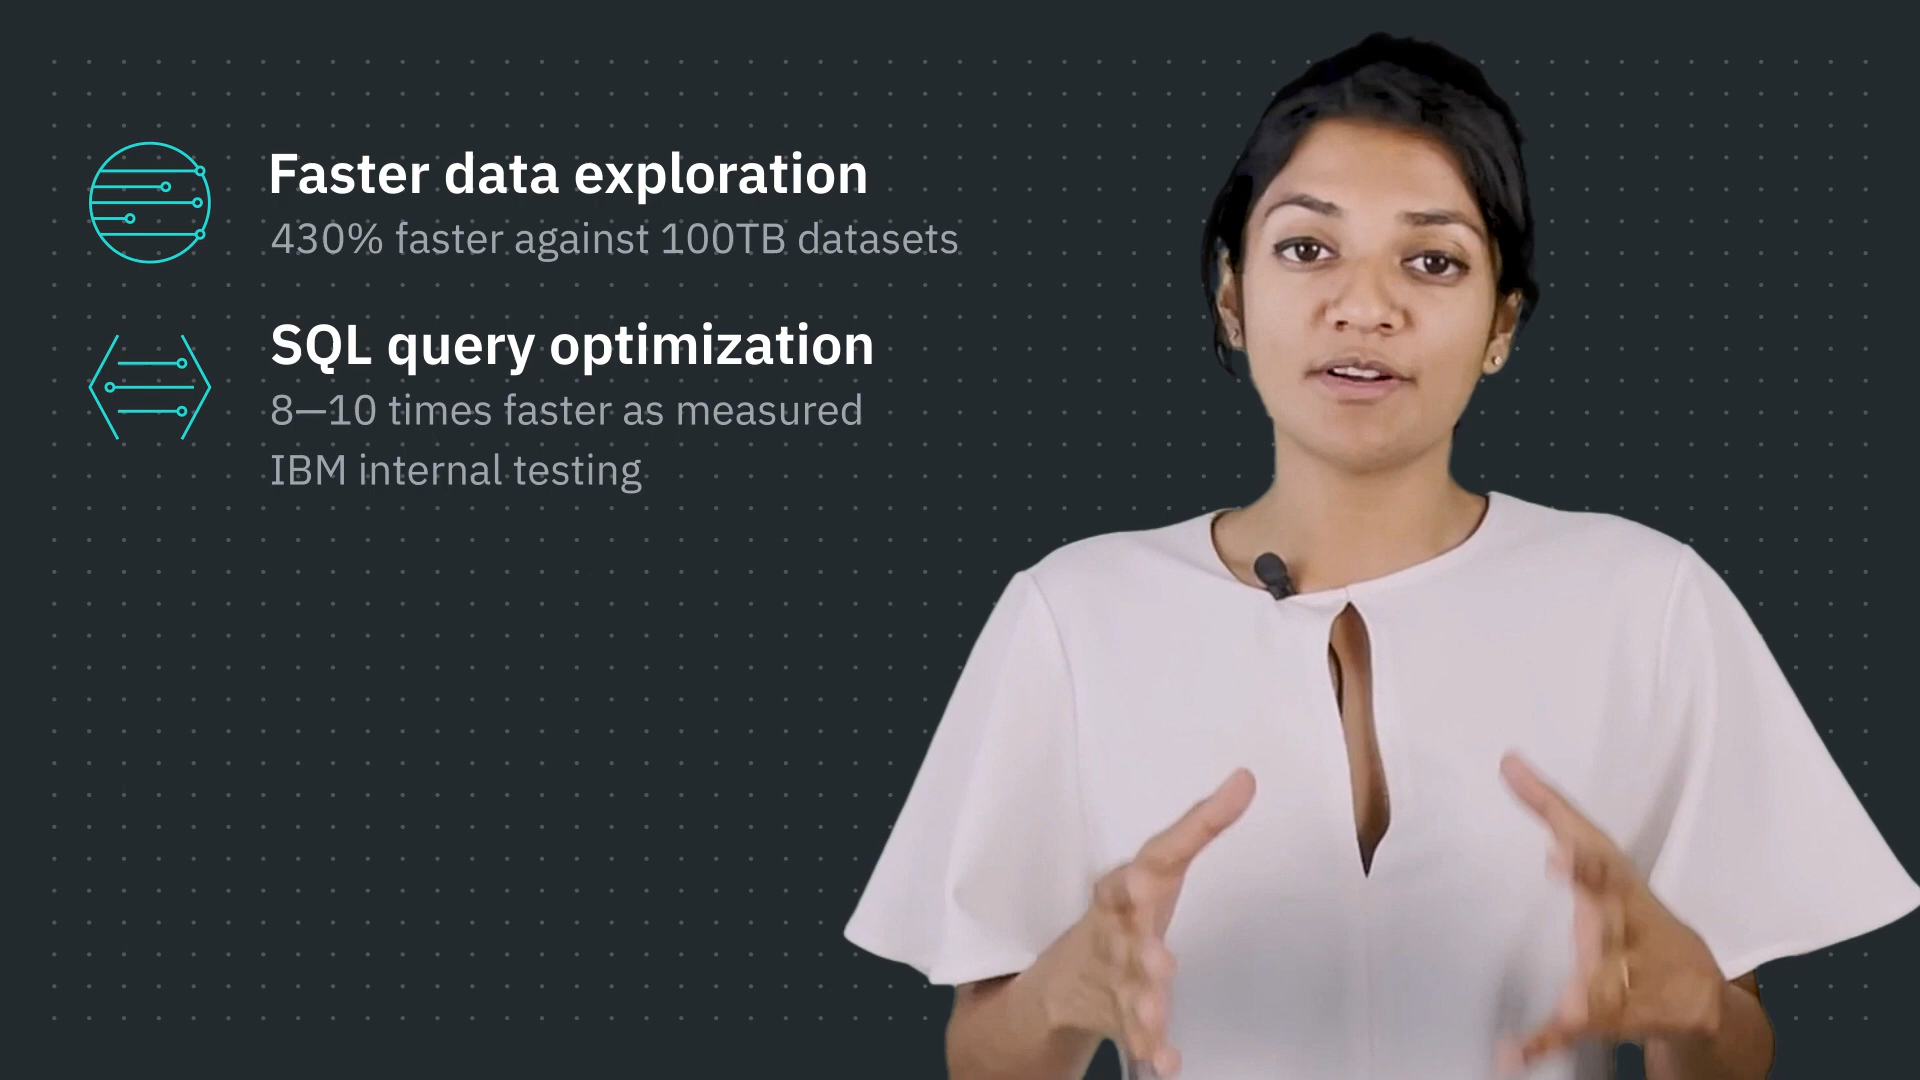 Faster data exploration
430% faster against 100TB datasets
SQL query optimization
8—10 times faster as measured
IBM internal testing